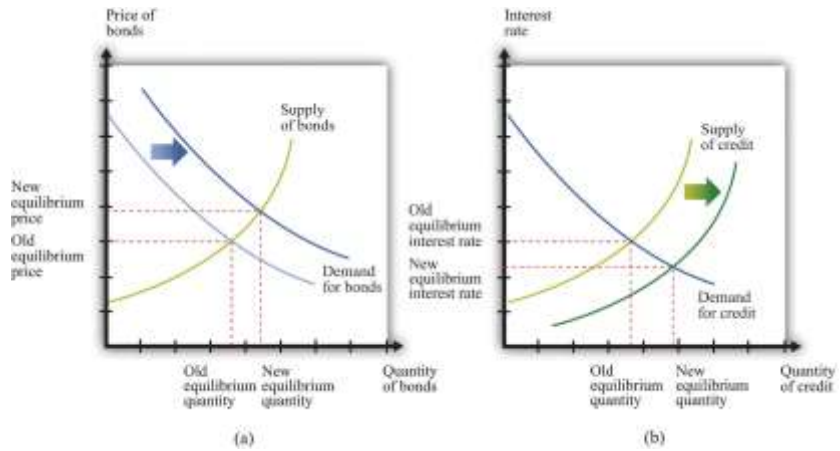 Price of
bonds
Supply
of bonds
New
equilibrium
price
Old
equilibrium
price
Demand
for bonds
Old
equilibrium
quantity
New
equilibrium
quantity
Quantity
of bonds
(a)
Interest
rate
Supply
of credit
Old
equilibrium
interest rate
New
equilibrium
interest rate
Demand
for credit
Old
equilibrium
quantity
New
equilibrium
quantity
Quantity
of credit
(b)